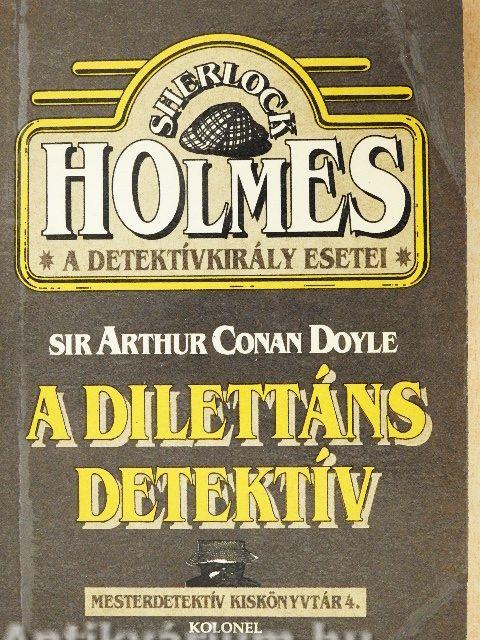 SHERLOCK
HOLMES
* A DETEKTÍVKIRÁLY ESETEI *
SIR ARTHUR CONAN DOYLE
A DILETTÁNS
DETEKTÍV
MESTERDETEKTÍV KISKÖNYVTÁR 4.
KOLONEL